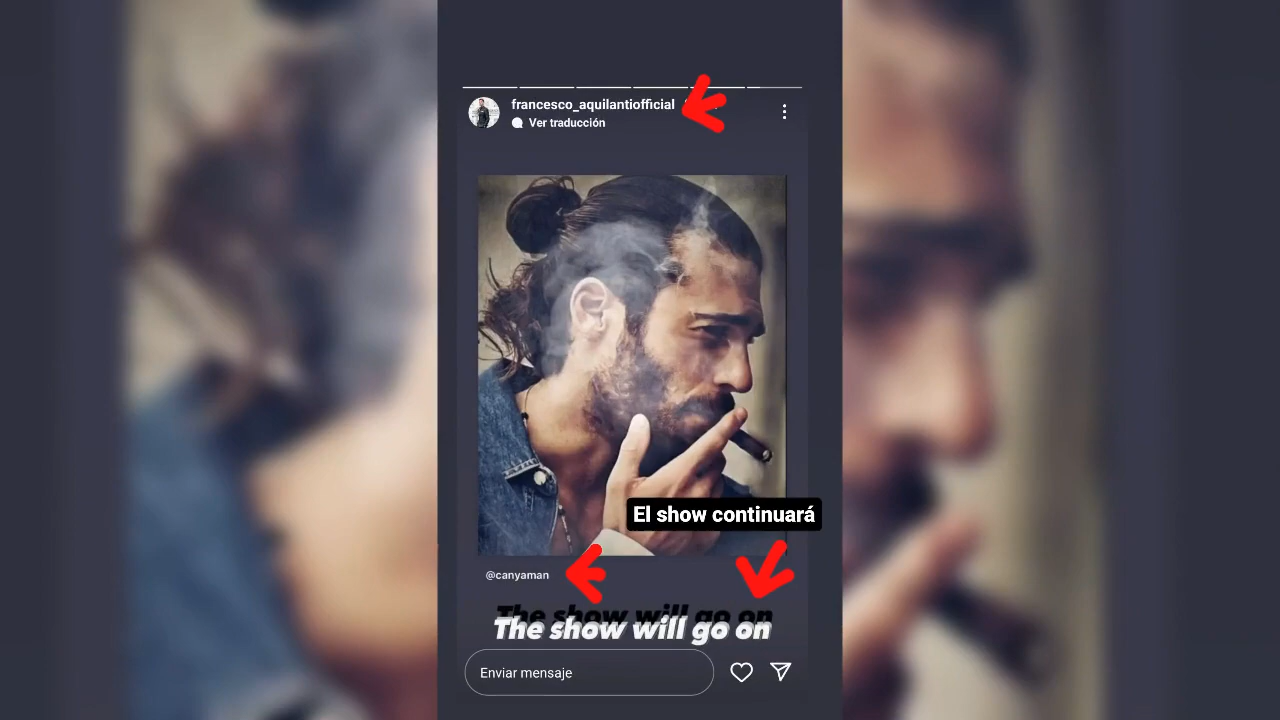 francesco_aquilantiofficial
Ver traducción
El show continuará
@canyaman
The show will go on
The show will go on
Enviar mensaje